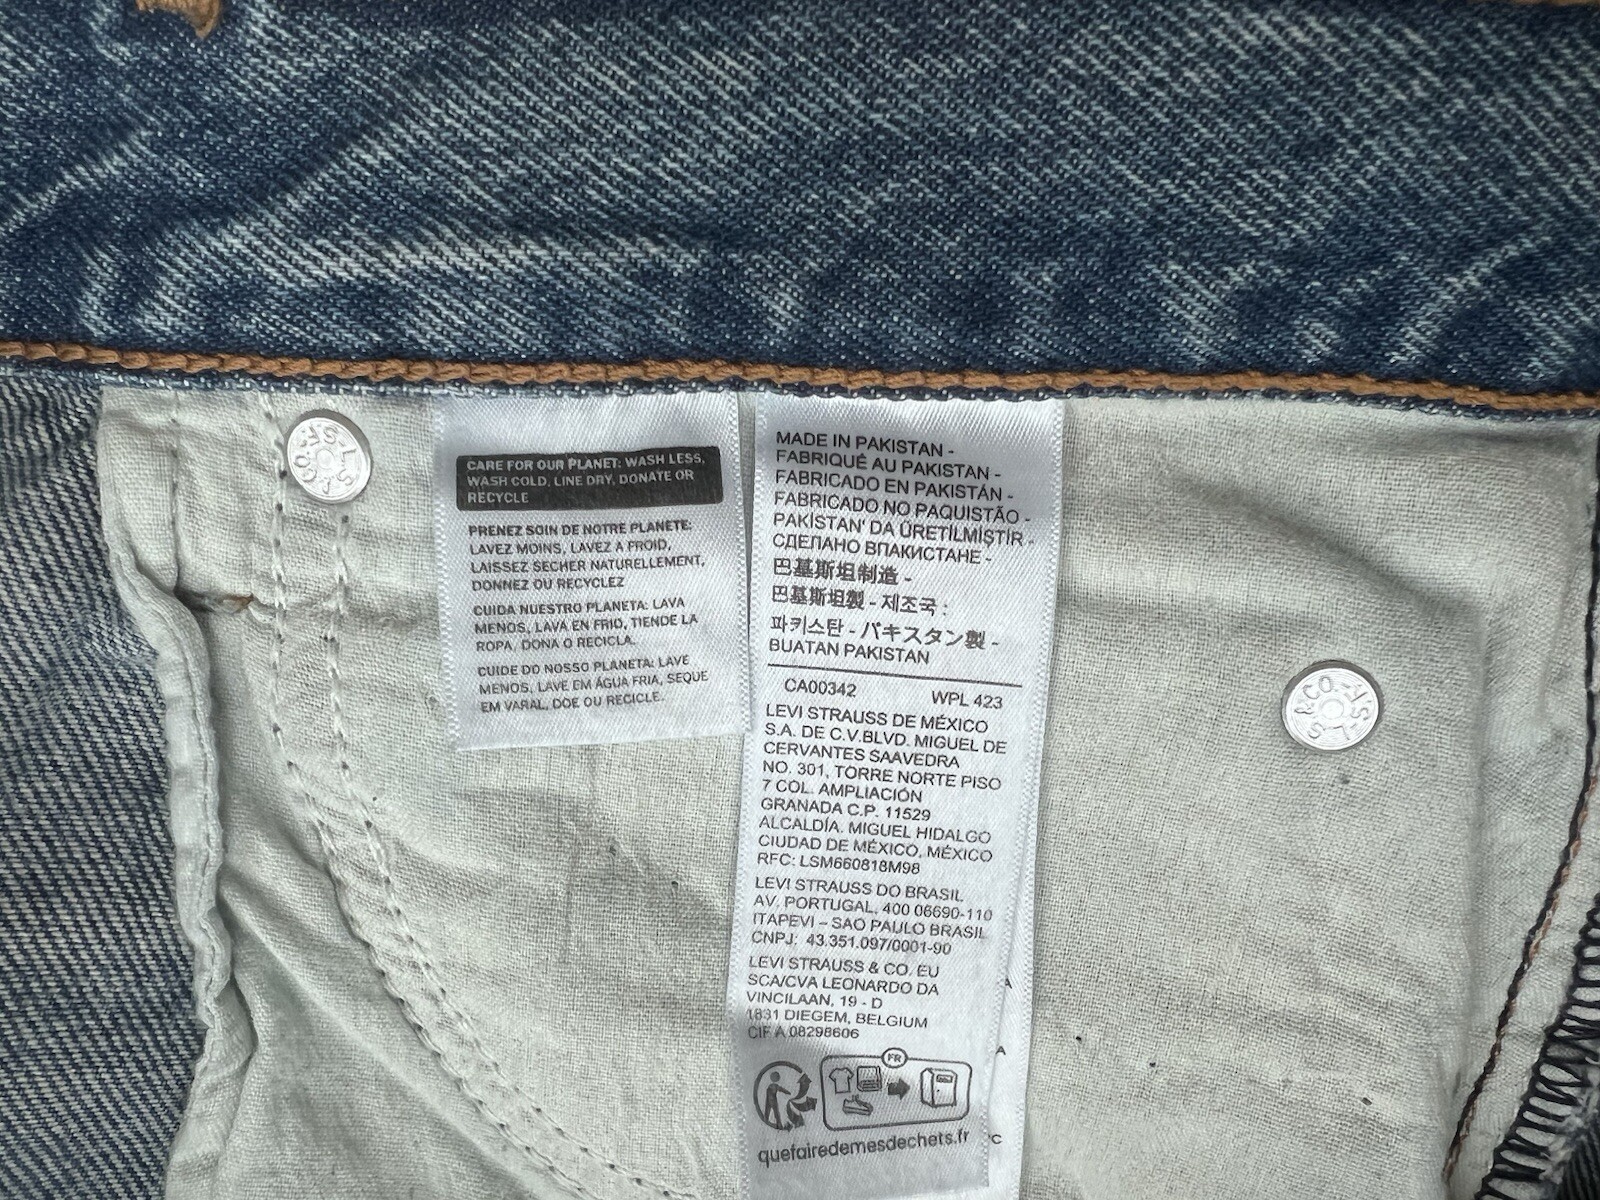 CARE FOR OUR PLANET: WASH LESS,
WASH COLD, LINE DRY, DONATE OR
RECYCLE
PRENEZ SOIN DE NOTRE PLANÈTE:
LAVEZ MOINS, LAVEZ A FROID,
LAISSEZ SECHER NATURELLEMENT,
DONNEZ OU RECYCLEZ
CUIDA NUESTRO PLANETA: LAVA
MENOS, LAVA EN FRIO, TIENDE LA
ROPA, DONA O RECICLA.
CUIDE DO NOSSO PLANETA: LAVE
MENOS, LAVE EM ÁGUA FRIA, SEQUE
EM VARAL, DOE OU RECICLE.
MADE IN PAKISTAN -
FABRIQUÉ AU PAKISTAN -
FABRICADO EN PAKISTÁN -
FABRICADO NO PAQUISTÃO -
PAKİSTAN' DA ÜRETİLMİŞTİR -
СДЕЛАНО ВПАКИСТАНЕ -
巴基斯坦制造 -
巴基斯坦製 - 제조국 :
파키스탄 - パキスタン製 -
BUATAN PAKISTAN
CA00342 WPL 423
LEVI STRAUSS DE MÉXICO
S.A. DE C.V.BLVD. MIGUEL DE
CERVANTES SAAVEDRA
NO. 301, TORRE NORTE PISO
7 COL. AMPLIACIÓN
GRANADA C.P. 11529
ALCALDÍA. MIGUEL HIDALGO
CIUDAD DE MÉXICO, MÉXICO
RFC: LSM660818M98
LEVI STRAUSS DO BRASIL
AV. PORTUGAL, 400 06690-110
ITAPEVI – SAO PAULO BRASIL
CNPJ: 43.351.097/0001-90
LEVI STRAUSS & CO. EU
SCA/CVA LEONARDO DA
VINCILAAN, 19 - D
1831 DIEGEM, BELGIUM
CIF A 08298606
FR
quefairedemesdechets.fr
L.S.&CO.-SF-
L.S.&CO.-